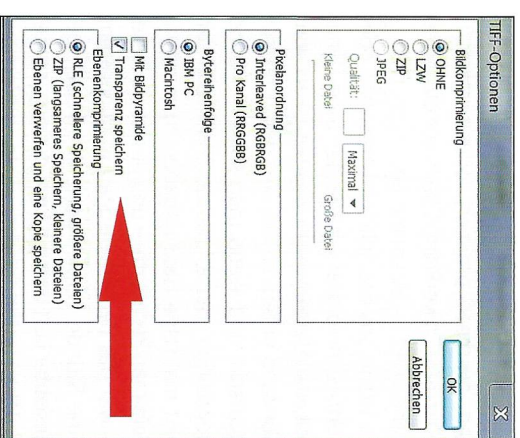 TIFF-Optionen
Bildkomprimierung
OHNE
LZW
ZIP
JPEG
Qualität:
Maximal
Kleine Datei
Große Datei
OK
Abbrechen
Pixelanordnung
Interleaved (RGBRGB)
Pro Kanal (RRGGBB)
Bytereihenfolge
IBM PC
Macintosh
Mit Bildpyramide
Transparenz speichern
Ebenenkomprimierung
RLE (schnellere Speicherung, größere Dateien)
ZIP (langsameres Speichern, kleinere Dateien)
Ebenen verwerfen und eine Kopie speichern